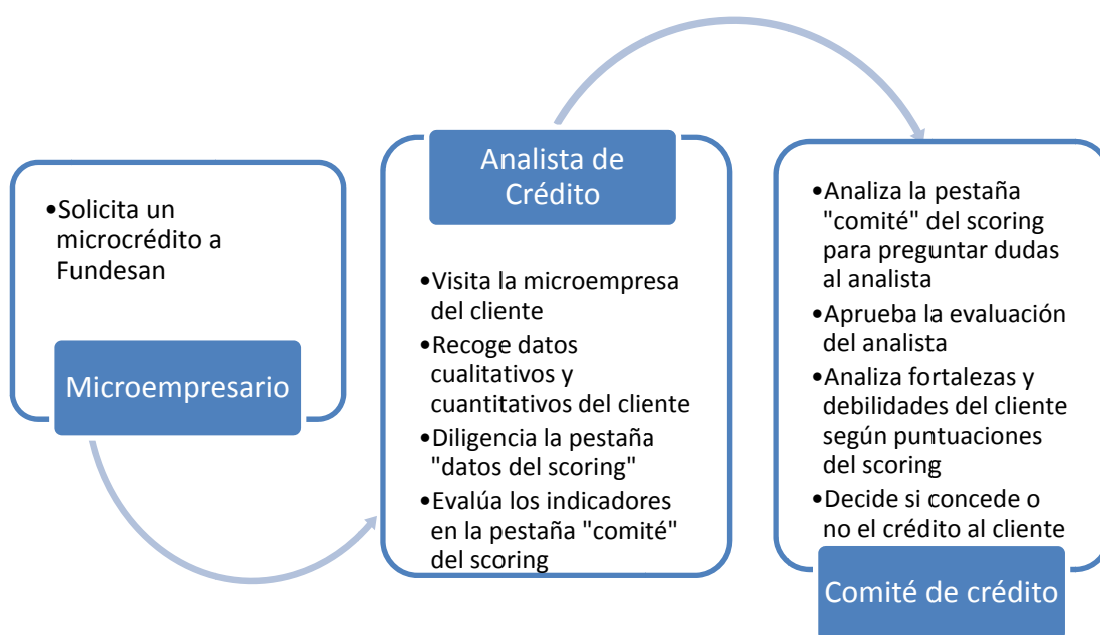 •Solicita un
microcrédito a
Fundesan
Microempresario
Analista de
Crédito
•Visita la microempresa
del cliente
•Recoge datos
cualitativos y
cuantitativos del cliente
•Diligencia la pestaña
"datos del scoring"
•Evalúa los indicadores
en la pestaña "comité"
del scoring
•Analiza la pestaña
"comité" del scoring
para preguntar dudas
al analista
•Aprueba la evaluación
del analista
•Analiza fortalezas y
debilidades del cliente
según puntuaciones
del scoring
•Decide si concede o
no el crédito al cliente
Comité de crédito